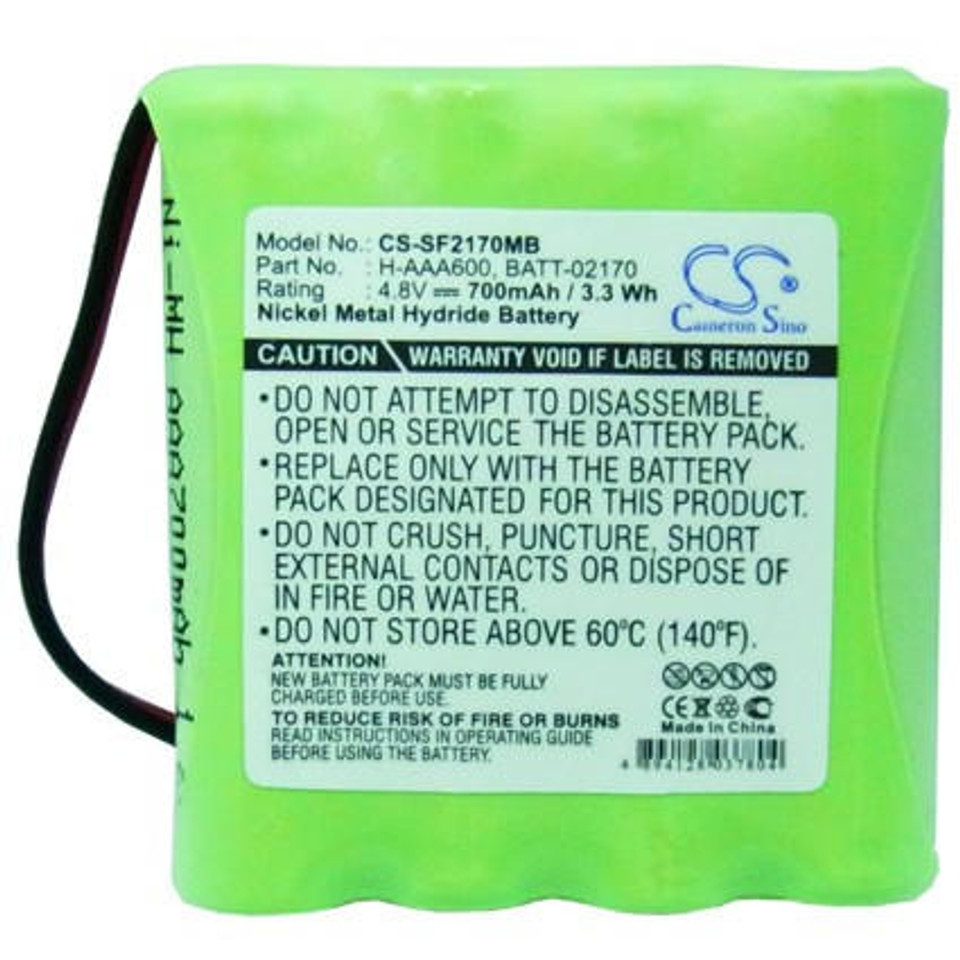 Model No.: CS-SF2170MB
Part No. : H-AAA600, BATT-02170
Rating : 4.8V 700mAh / 3.3 Wh
Nickel Metal Hydride Battery
CS ®
Cameron Sino
CAUTION WARRANTY VOID IF LABEL IS REMOVED
•DO NOT ATTEMPT TO DISASSEMBLE,
OPEN OR SERVICE THE BATTERY PACK.
•REPLACE ONLY WITH THE BATTERY
PACK DESIGNATED FOR THIS PRODUCT.
•DO NOT CRUSH, PUNCTURE, SHORT
EXTERNAL CONTACTS OR DISPOSE OF
IN FIRE OR WATER.
•DO NOT STORE ABOVE 60ºC (140ºF).
ATTENTION!
NEW BATTERY PACK MUST BE FULLY
CHARGED BEFORE USE.
TO REDUCE RISK OF FIRE OR BURNS
READ INSTRUCTIONS IN OPERATING GUIDE
BEFORE USING THE BATTERY.
CE
Made In China
Ni-MH